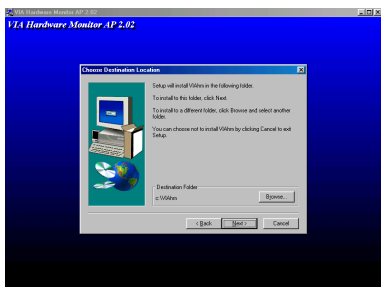 VIA Hardware Monitor AP 2.02
VIA Hardware Monitor AP 2.02
Choose Destination Location
Setup will install VIAhm in the following folder.
To install to this folder, click Next.
To install to a different folder, click Browse and select another
folder.
You can choose not to install VIAhm by clicking Cancel to exit
Setup.
Destination Folder
c:\VIAhm
Browse...
< Back
Next >
Cancel